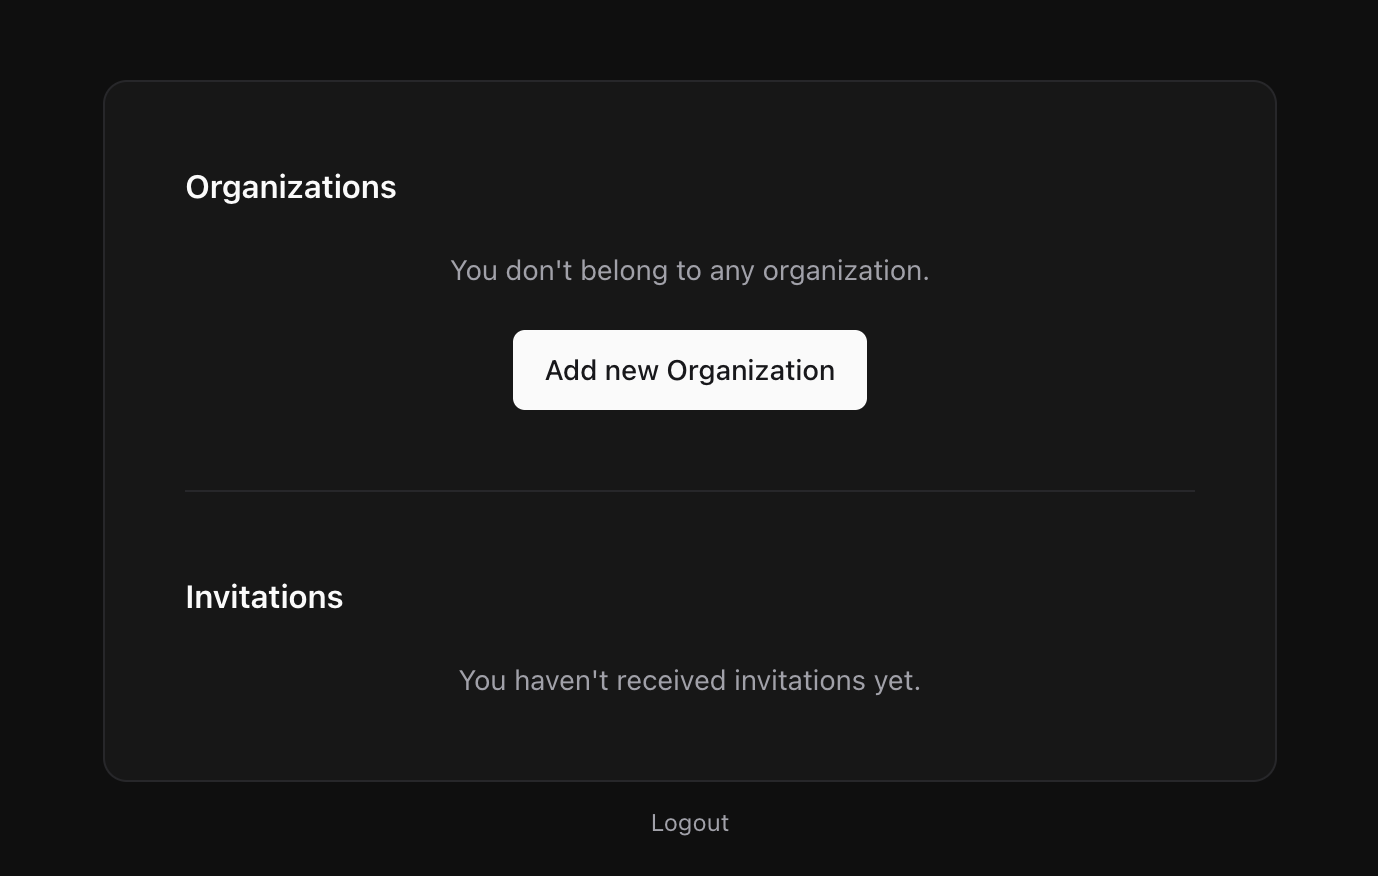 Organizations
You don't belong to any organization.
Add new Organization
Invitations
You haven't received invitations yet.
Logout